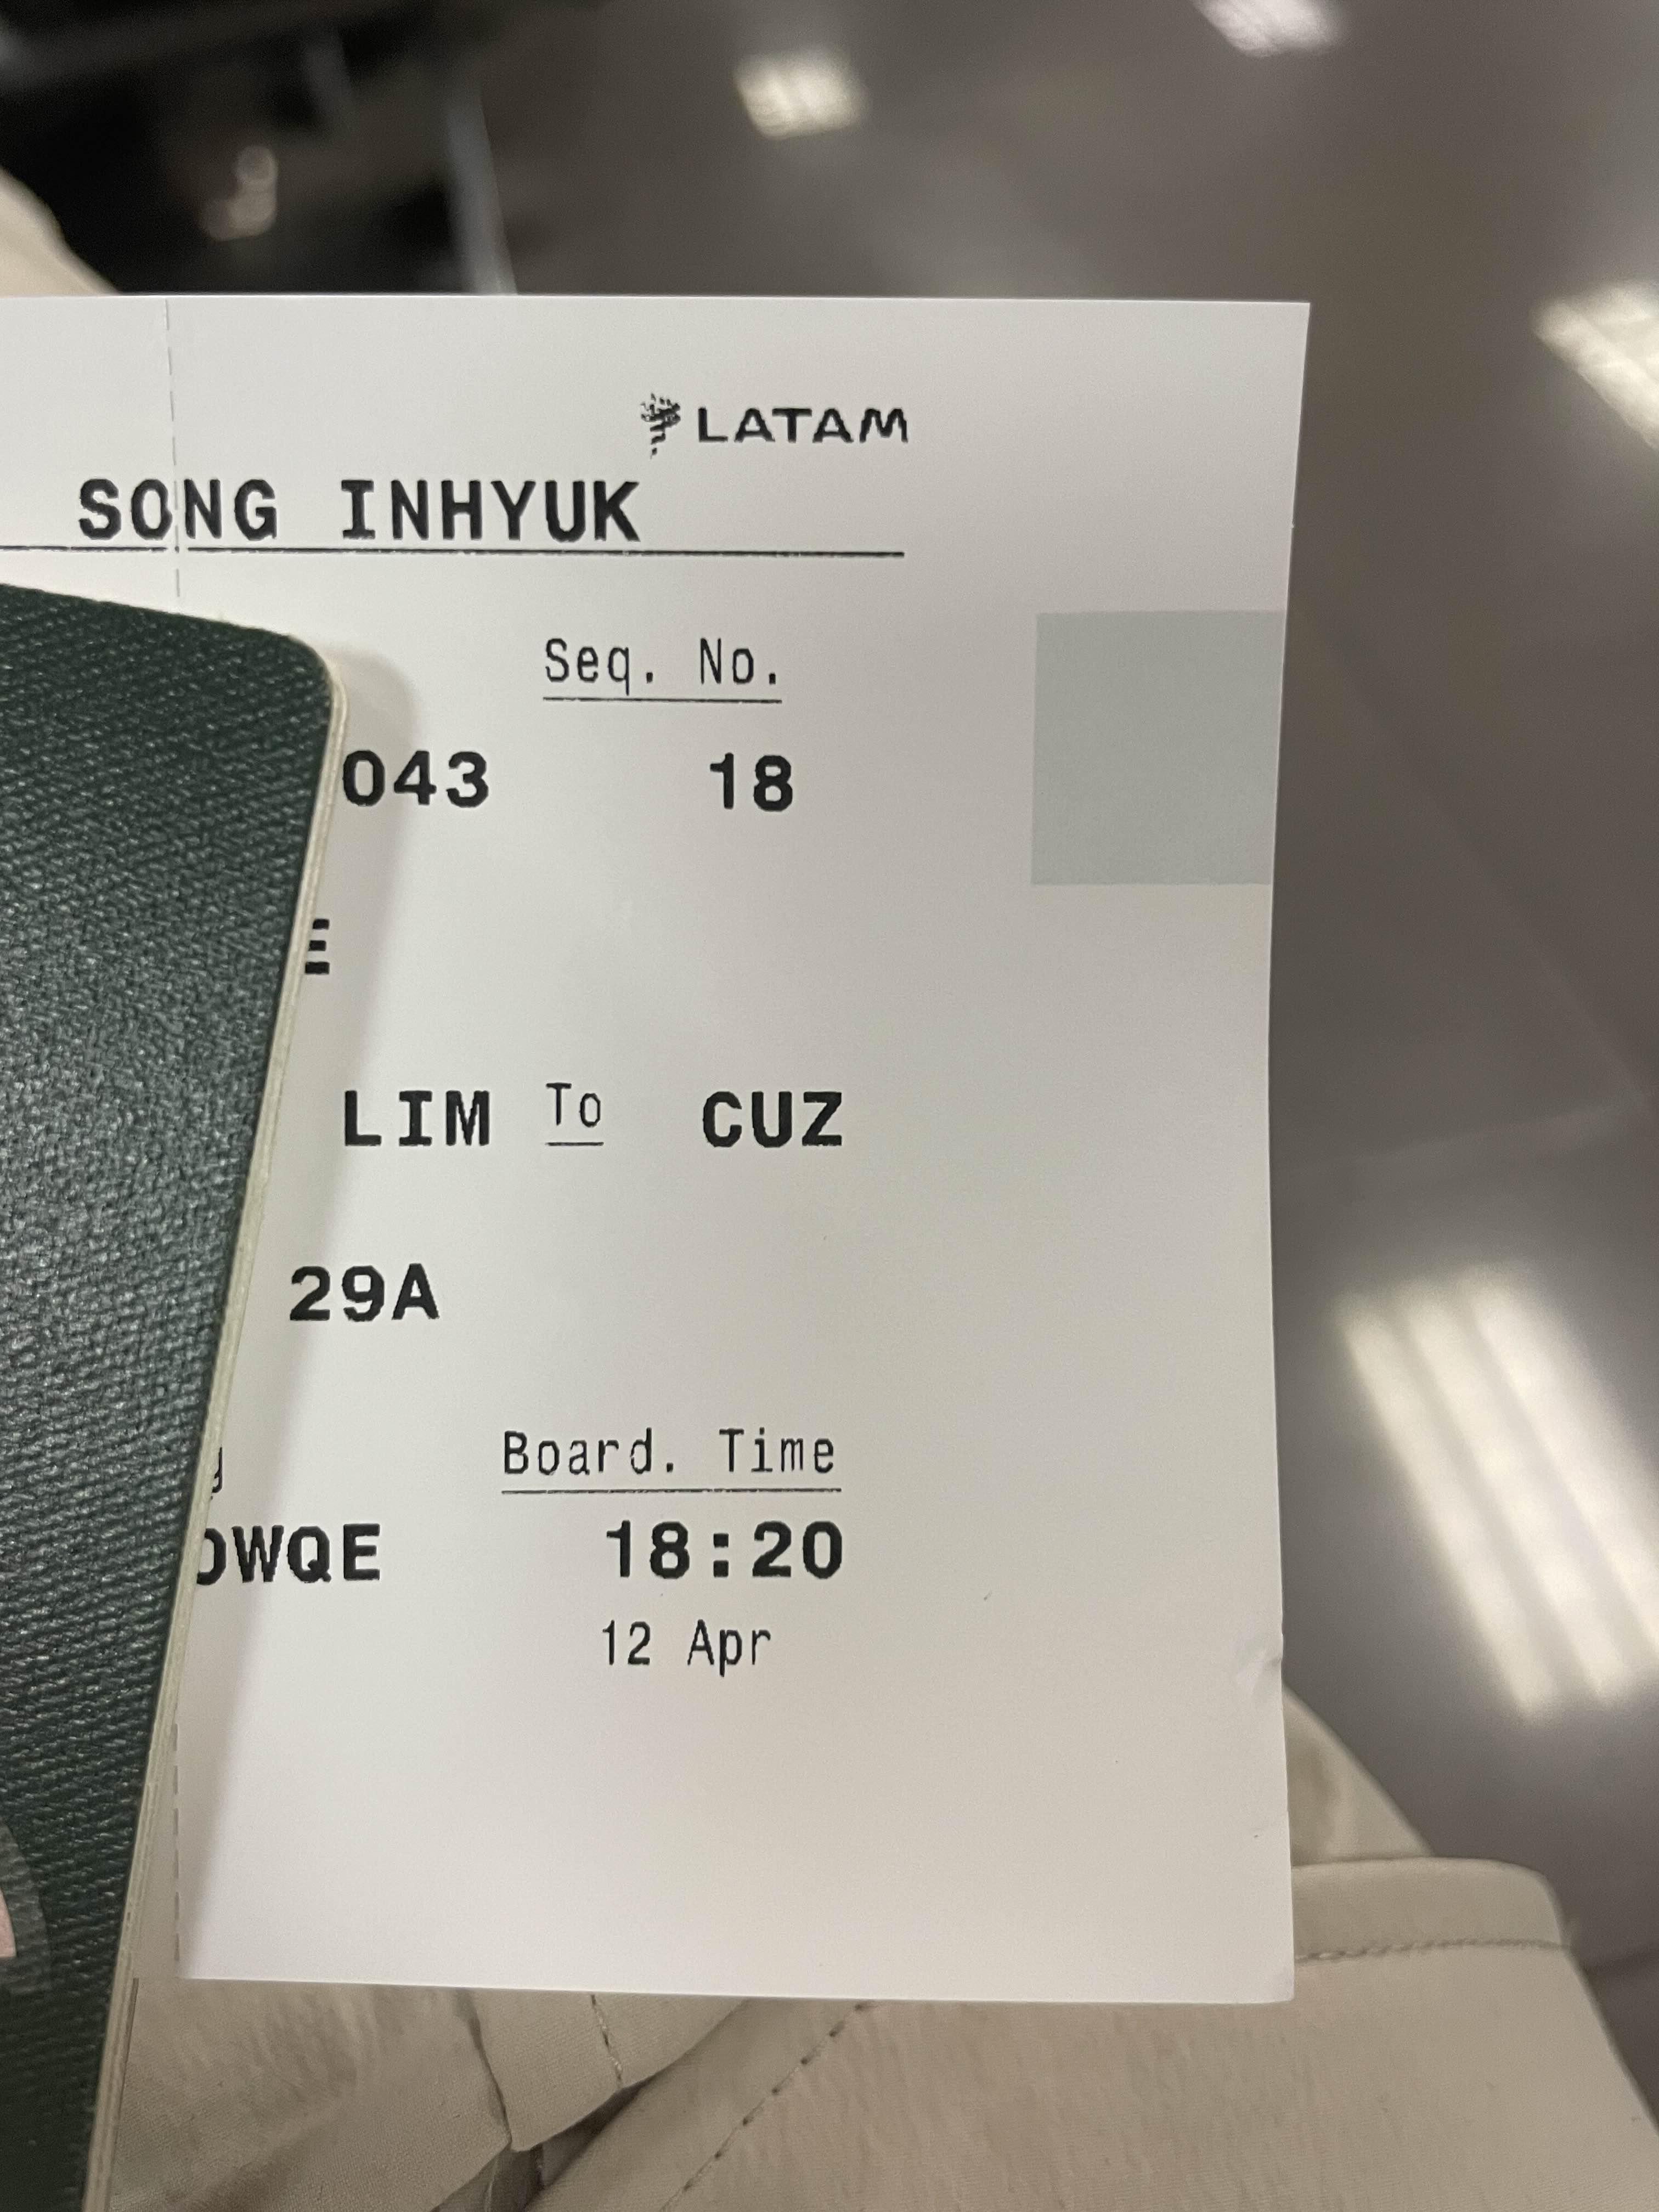 LATAM
SONG INHYUK
Seq. No.
043 18
E
LIM To CUZ
29A
Board. Time
WQE 18:20
12 Apr